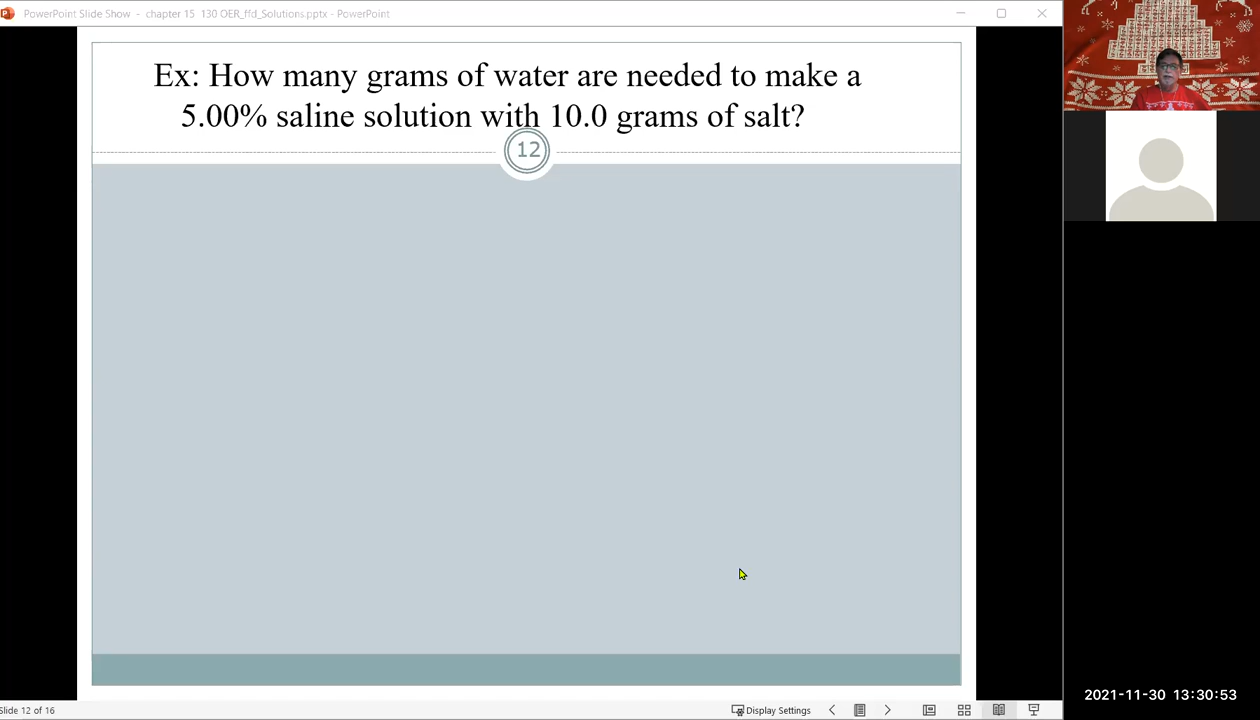 PowerPoint Slide Show - chapter 15 130 OER_ffd_Solutions.pptx - PowerPoint
Ex: How many grams of water are needed to make a
5.00% saline solution with 10.0 grams of salt?
12
2021-11-30 13:30:53
Slide 12 of 16
Display Settings